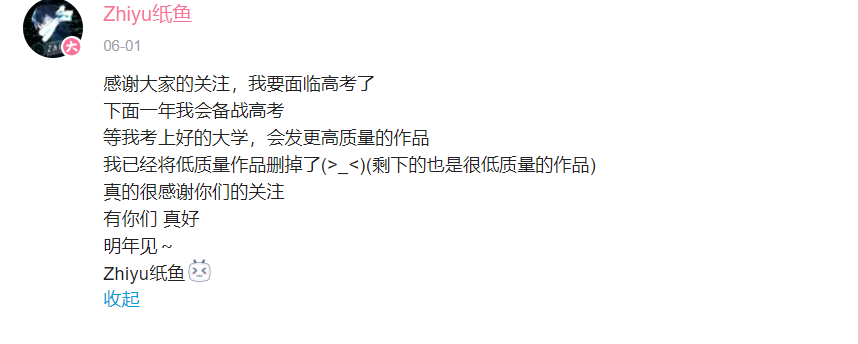 Zhiyu纸鱼
大
06-01
感谢大家的关注，我要面临高考了
下面一年我会备战高考
等我考上好的大学，会发更高质量的作品
我已经将低质量作品删掉了(>_<)(剩下的也是很低质量的作品)
真的很感谢你们的关注
有你们 真好
明年见 ~
Zhiyu纸鱼
收起